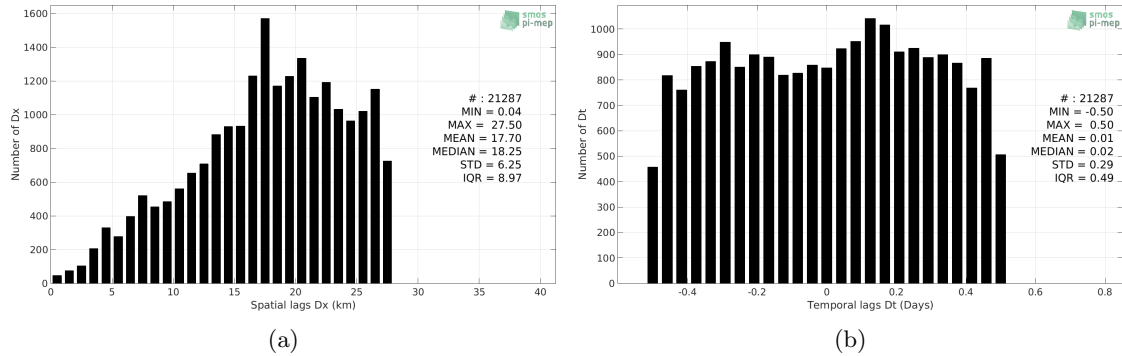 1600
1400
1200
1000
800
600
400
200
0
Number of Dx
0 5 10 15 20 25 30 35 40
Spatial lags Dx (km)
smos
pi-mep
# : 21287
MIN = 0.04
MAX = 27.50
MEAN = 17.70
MEDIAN = 18.25
STD = 6.25
IQR = 8.97
(a)
1000
900
800
700
600
500
400
300
200
100
0
Number of Dt
-0.4 -0.2 0 0.2 0.4 0.6 0.8
Temporal lags Dt (Days)
smos
pi-mep
# : 21287
MIN = -0.50
MAX = 0.50
MEAN = 0.01
MEDIAN = 0.02
STD = 0.29
IQR = 0.49
(b)